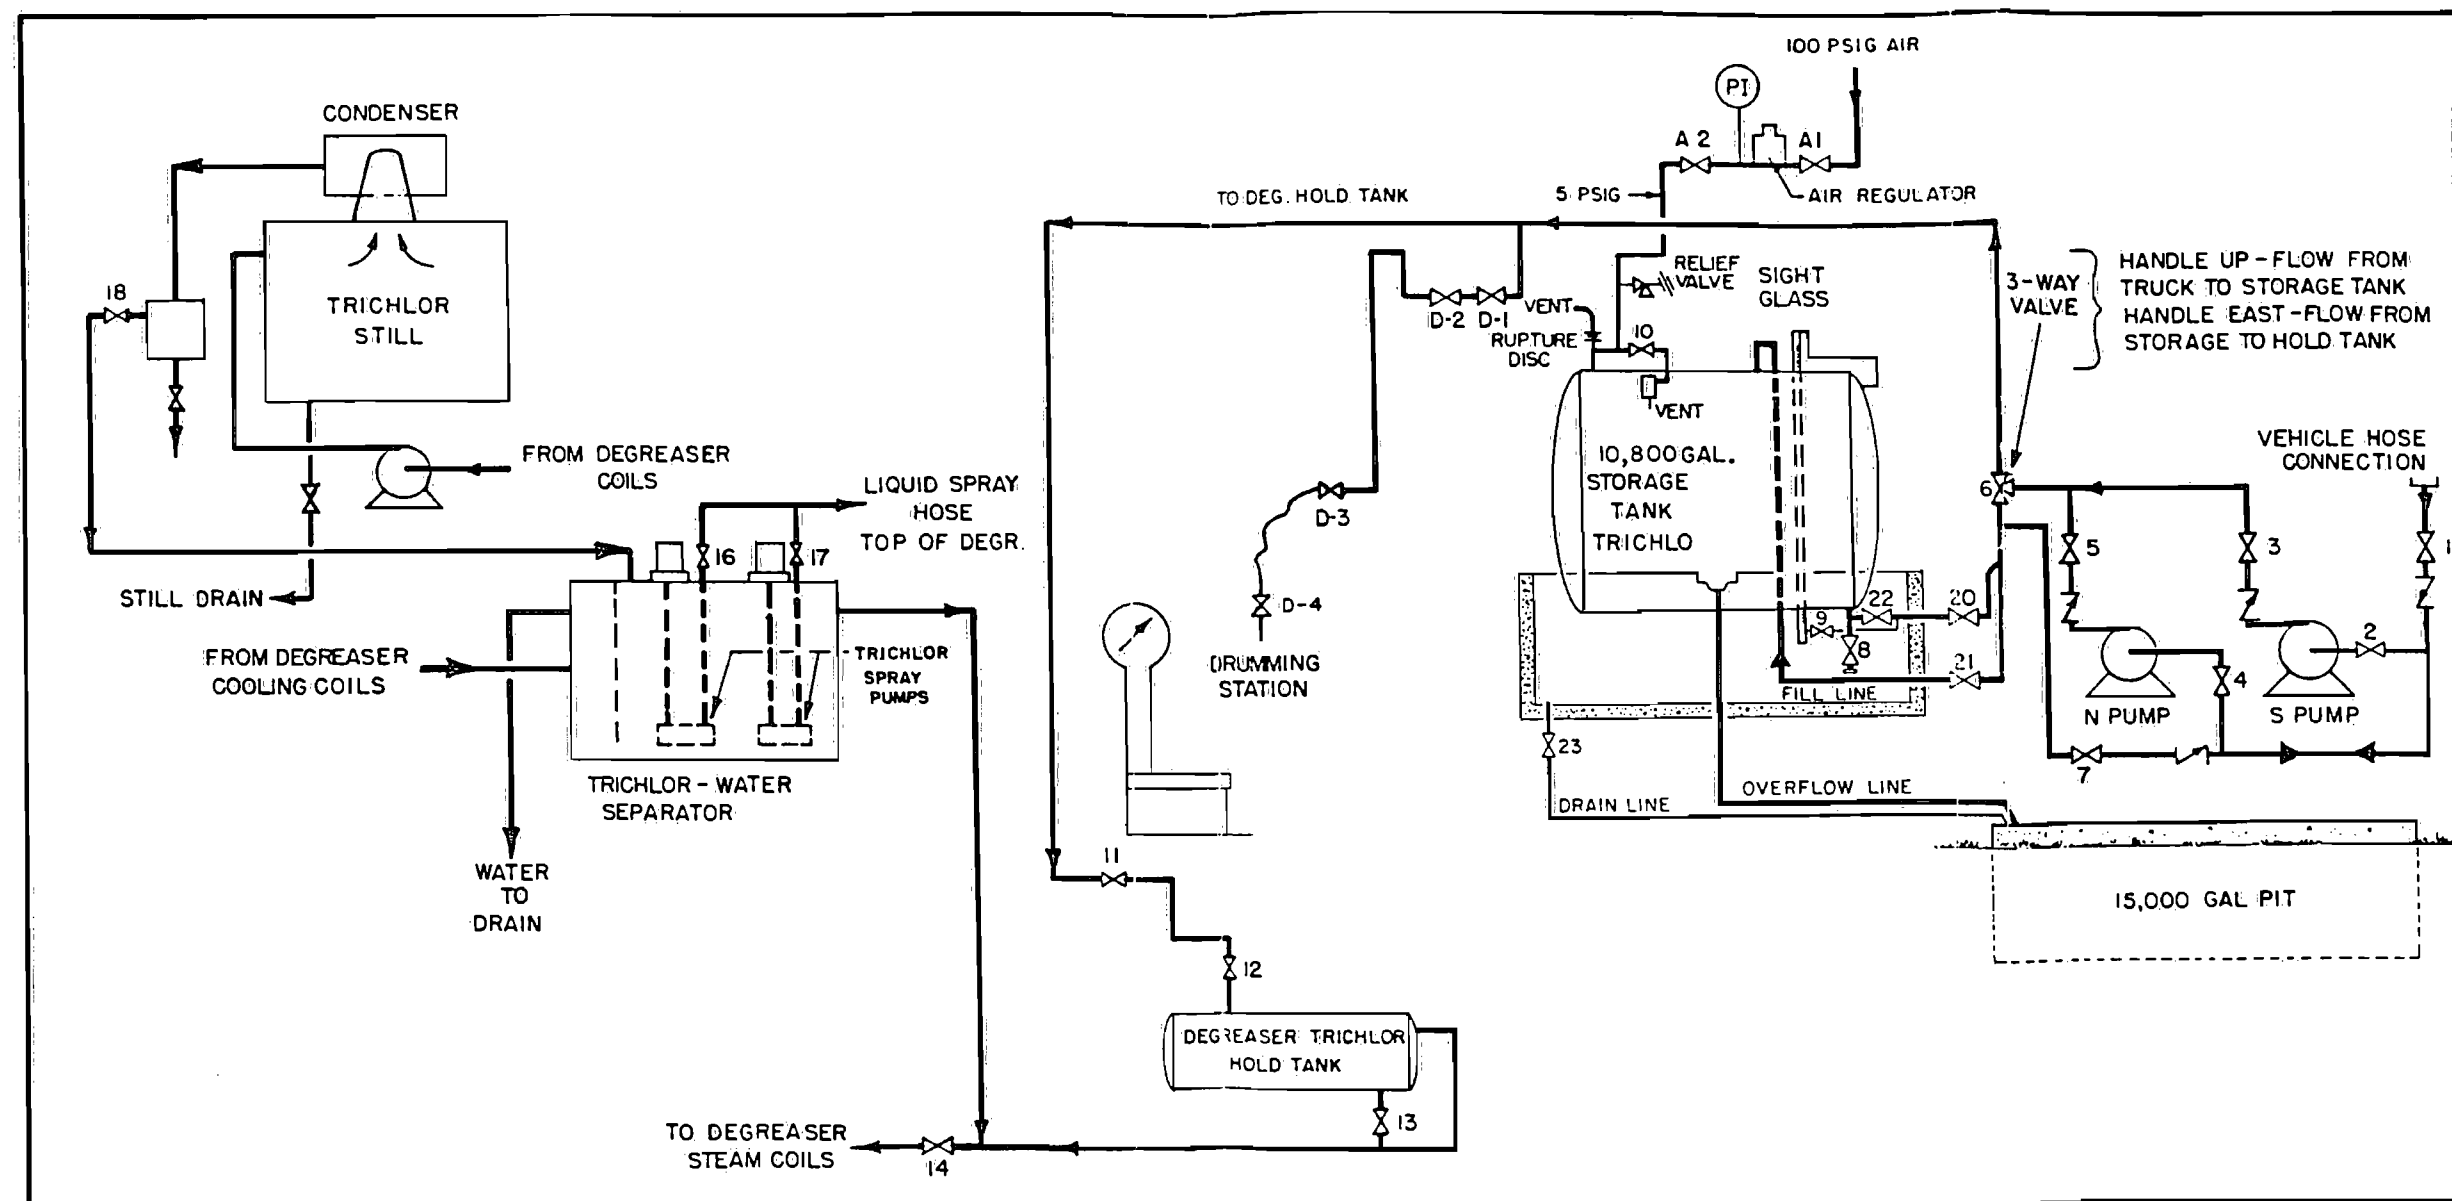 100 PSIG AIR
PI
A 2
A1
5 PSIG
AIR REGULATOR
CONDENSER
TO DEG. HOLD TANK
RELIEF
VALVE
SIGHT
GLASS
3-WAY
VALVE
HANDLE UP-FLOW FROM
TRUCK TO STORAGE TANK
HANDLE EAST-FLOW FROM
STORAGE TO HOLD TANK
18
TRICHLOR
STILL
D-2
D-1
VENT
RUPTURE
DISC
10
VENT
FROM DEGREASER
COILS
LIQUID SPRAY
HOSE
TOP OF DEGR.
D-3
10,800 GAL.
STORAGE
TANK
TRICHLO
VEHICLE HOSE
CONNECTION
6
5
3
1
16
17
STILL DRAIN
D-4
22
20
9
8
21
2
4
FROM DEGREASER
COOLING COILS
TRICHLOR
SPRAY
PUMPS
DRUMMING
STATION
FILL LINE
N PUMP
S PUMP
23
7
TRICHLOR-WATER
SEPARATOR
DRAIN LINE
OVERFLOW LINE
WATER
TO
DRAIN
11
15,000 GAL PIT
12
DEGREASER TRICHLOR
HOLD TANK
13
TO DEGREASER
STEAM COILS
14